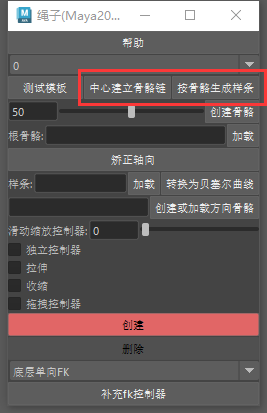 绳子(Maya20...
帮助
0
测试模板 中心建立骨骼链 按骨骼生成样条
50 创建骨骼
根骨骼: 加载
矫正轴向
样条: 加载 转换为贝塞尔曲线
创建或加载方向骨骼
滑动缩放控制器: 0
独立控制器
拉伸
收缩
拖拽控制器
创建
删除
底层单向FK
补充fk控制器